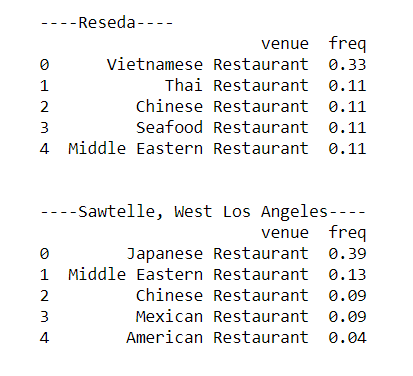 ----Reseda----
venue freq
0 Vietnamese Restaurant 0.33
1 Thai Restaurant 0.11
2 Chinese Restaurant 0.11
3 Seafood Restaurant 0.11
4 Middle Eastern Restaurant 0.11
----Sawtelle, West Los Angeles----
venue freq
0 Japanese Restaurant 0.39
1 Middle Eastern Restaurant 0.13
2 Chinese Restaurant 0.09
3 Mexican Restaurant 0.09
4 American Restaurant 0.04